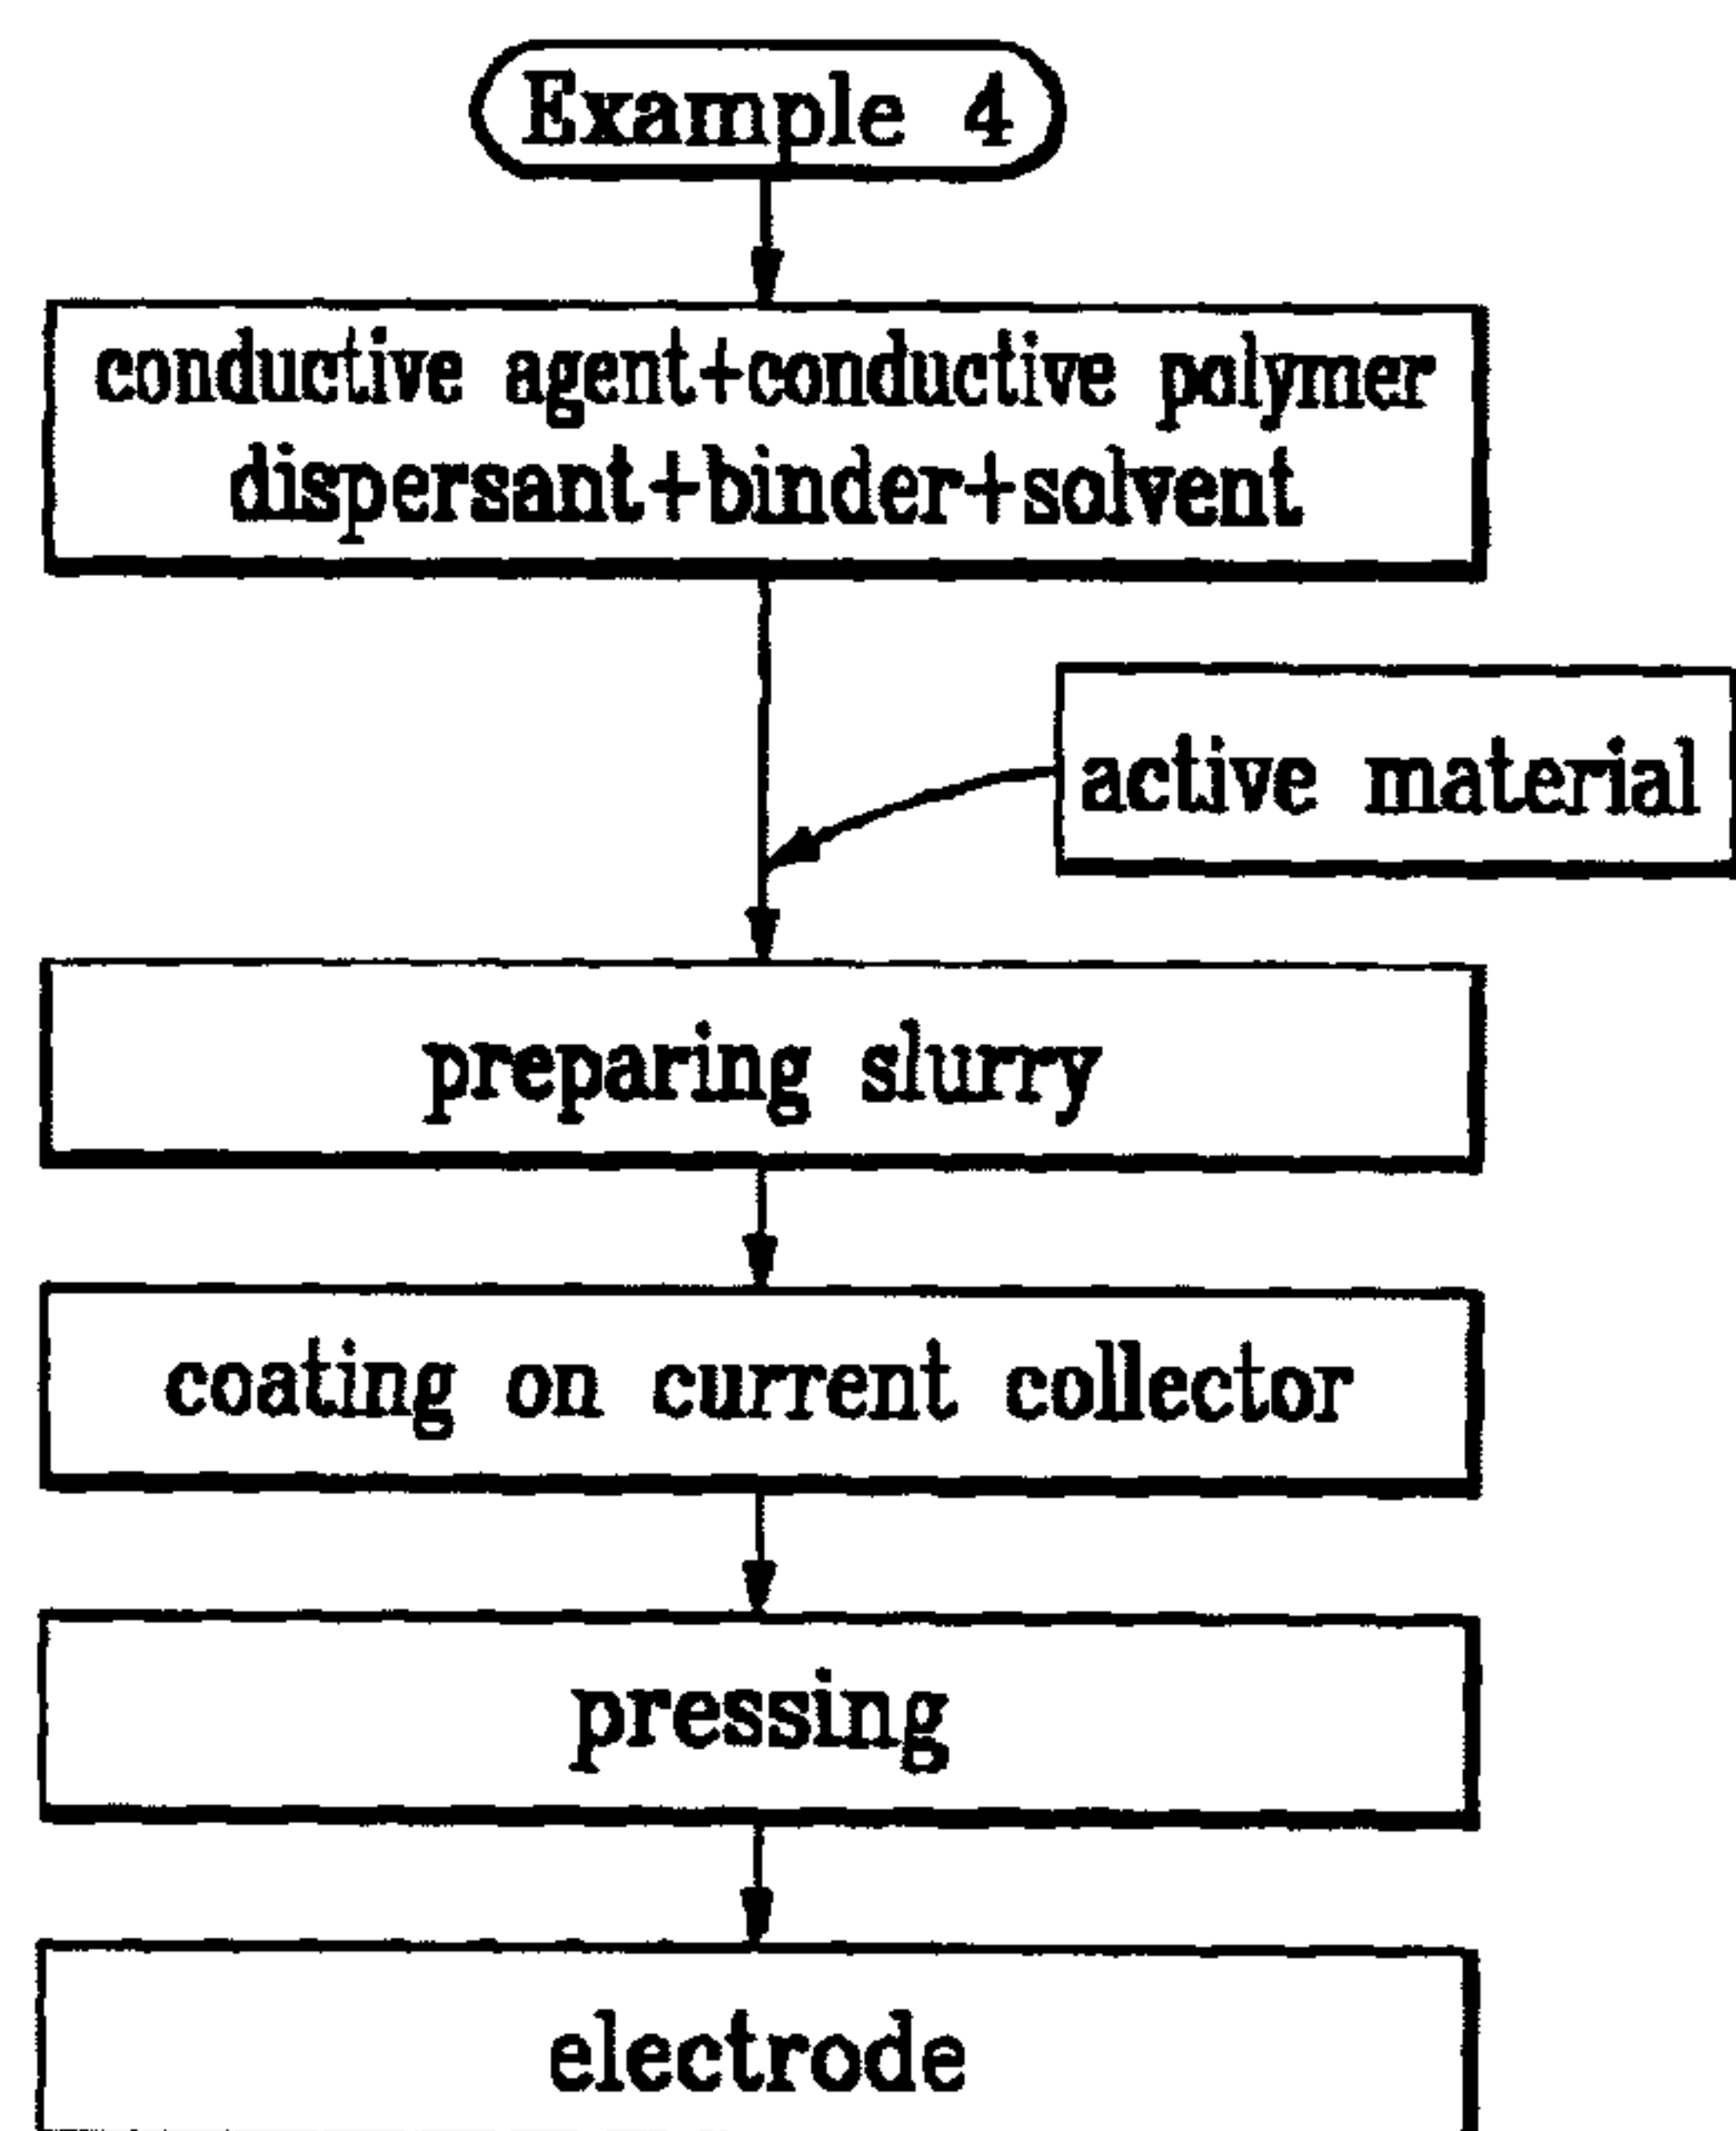 Example 4
conductive agent+conductive polymer
dispersant+binder+solvent
active material
preparing slurry
coating on current collector
pressing
electrode